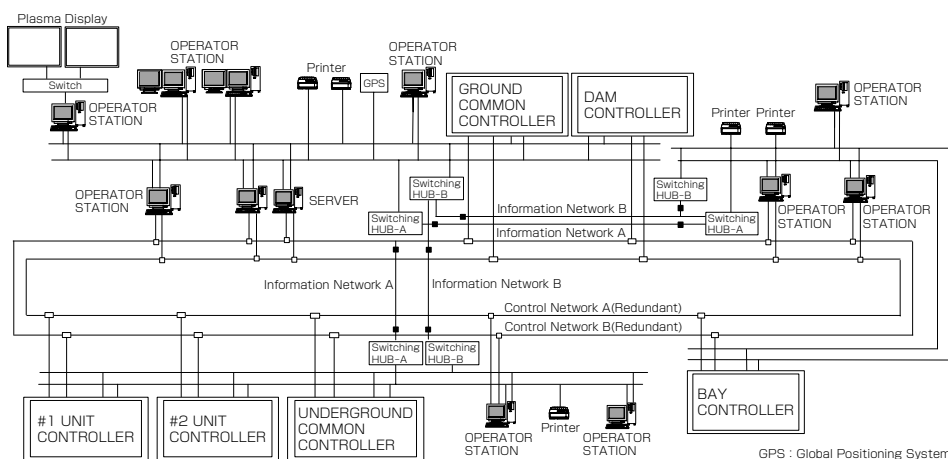 Plasma Display
Switch
OPERATOR
STATION
OPERATOR
STATION
Printer
GPS
OPERATOR
STATION
GROUND
COMMON
CONTROLLER
DAM
CONTROLLER
Printer
Printer
OPERATOR
STATION
OPERATOR
STATION
SERVER
Switching
HUB-B
Switching
HUB-A
Information Network B
Information Network A
Switching
HUB-B
Switching
HUB-A
OPERATOR
STATION
OPERATOR
STATION
Information Network A
Information Network B
Control Network A(Redundant)
Control Network B(Redundant)
Switching
HUB-A
Switching
HUB-B
#1 UNIT
CONTROLLER
#2 UNIT
CONTROLLER
UNDERGROUND
COMMON
CONTROLLER
OPERATOR
STATION
Printer
OPERATOR
STATION
BAY
CONTROLLER
GPS : Global Positioning System